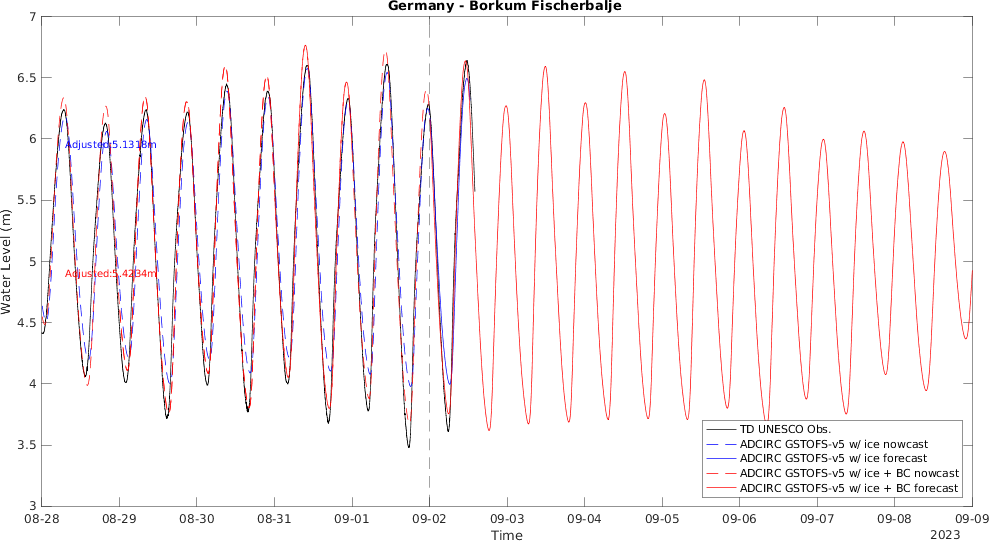 Germany - Borkum Fischerbalje
Water Level (m)
7
6.5
6
5.5
5
4.5
4
3.5
3
Adjusted:5.1318m
Adjusted:5.4234m
TD UNESCO Obs.
ADCIRC GSTOFS-v5 w/ ice nowcast
ADCIRC GSTOFS-v5 w/ ice forecast
ADCIRC GSTOFS-v5 w/ ice + BC nowcast
ADCIRC GSTOFS-v5 w/ ice + BC forecast
08-28 08-29 08-30 08-31 09-01 09-02 09-03 09-04 09-05 09-06 09-07 09-08 09-09
Time
2023